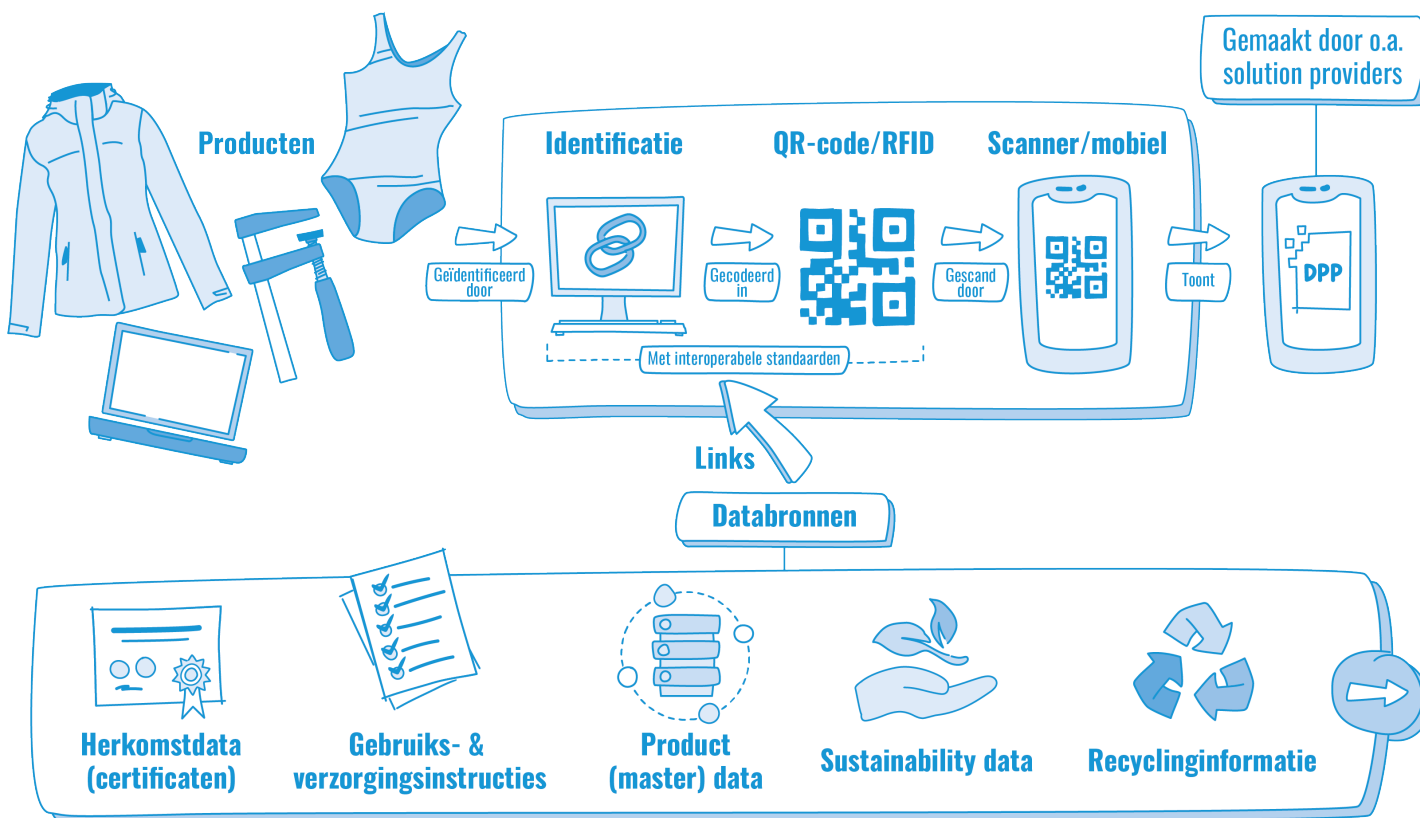 Gemaakt door o.a.
solution providers
Producten
Identificatie
QR-code/RFID
Scanner/mobiel
Geïdentificeerd
door
Gecodeerd
in
Gescand
door
Toont
DPP
Met interoperabele standaarden
Links
Databronnen
Herkomstdata
(certificaten)
Gebruiks- &
verzorgingsinstructies
Product
(master) data
Sustainability data
Recyclinginformatie